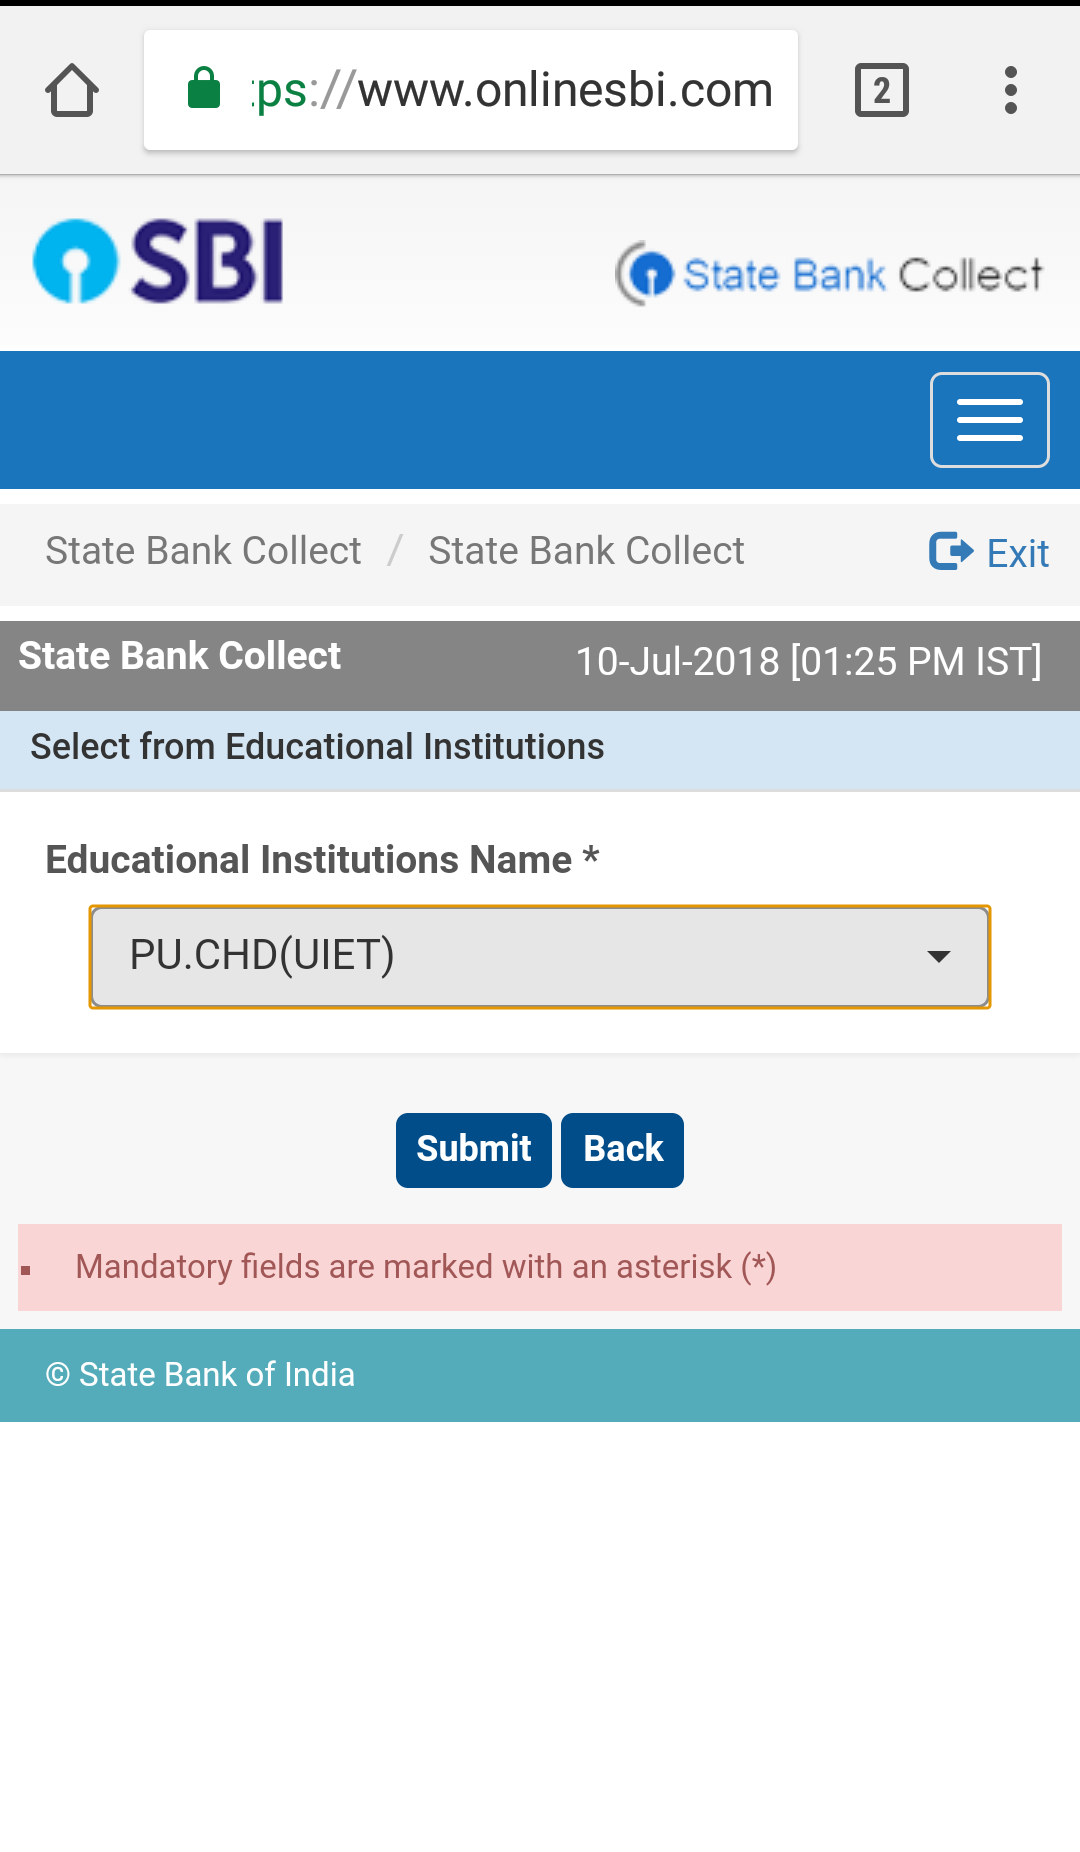 ps://www.onlinesbi.com
2
SBI
State Bank Collect
State Bank Collect / State Bank Collect
Exit
State Bank Collect
10-Jul-2018 [01:25 PM IST]
Select from Educational Institutions
Educational Institutions Name *
PU.CHD(UIET)
Submit Back
Mandatory fields are marked with an asterisk (*)
© State Bank of India